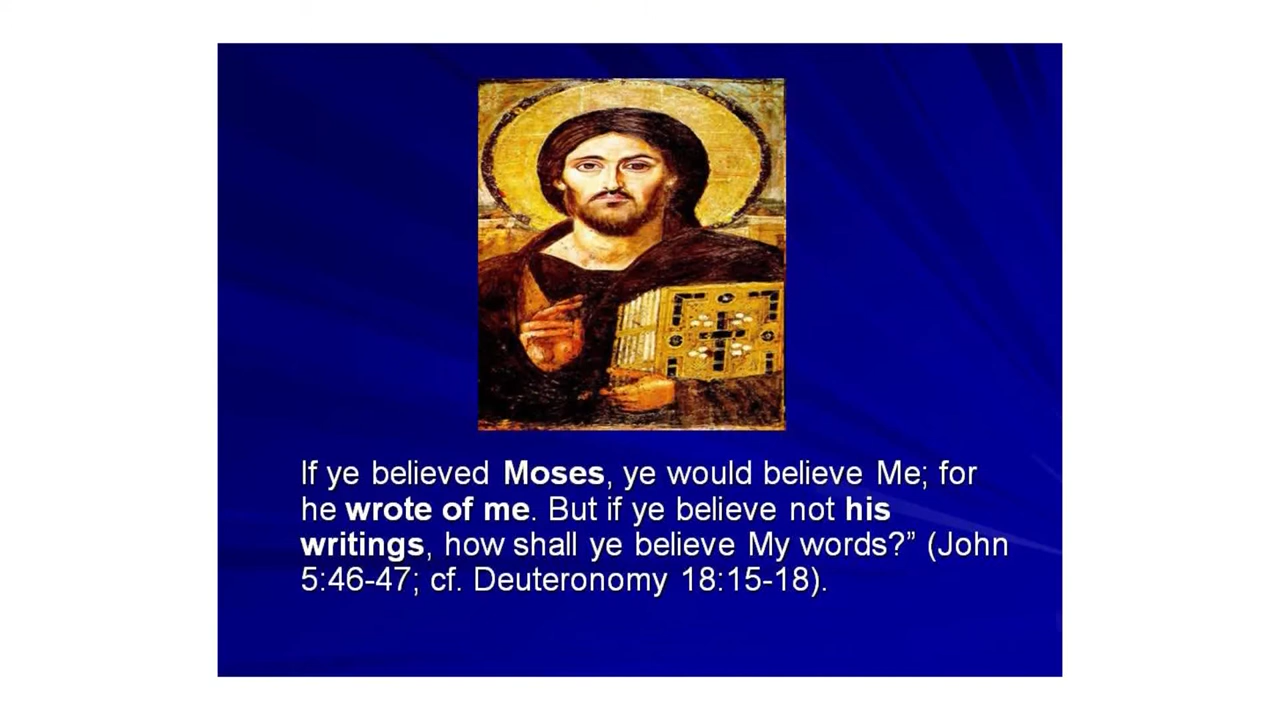 If ye believed Moses, ye would believe Me; for
he wrote of me. But if ye believe not his
writings, how shall ye believe My words?” (John
5:46-47; cf. Deuteronomy 18:15-18).